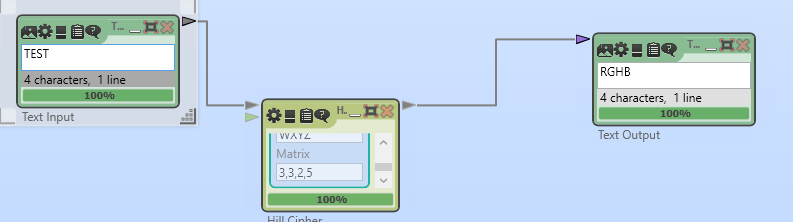 T...
TEST
4 characters, 1 line
100%
Text Input
H..
WXYZ
Matrix
3,3,2,5
100%
Hill Cipher
T...
RGHB
4 characters, 1 line
100%
Text Output